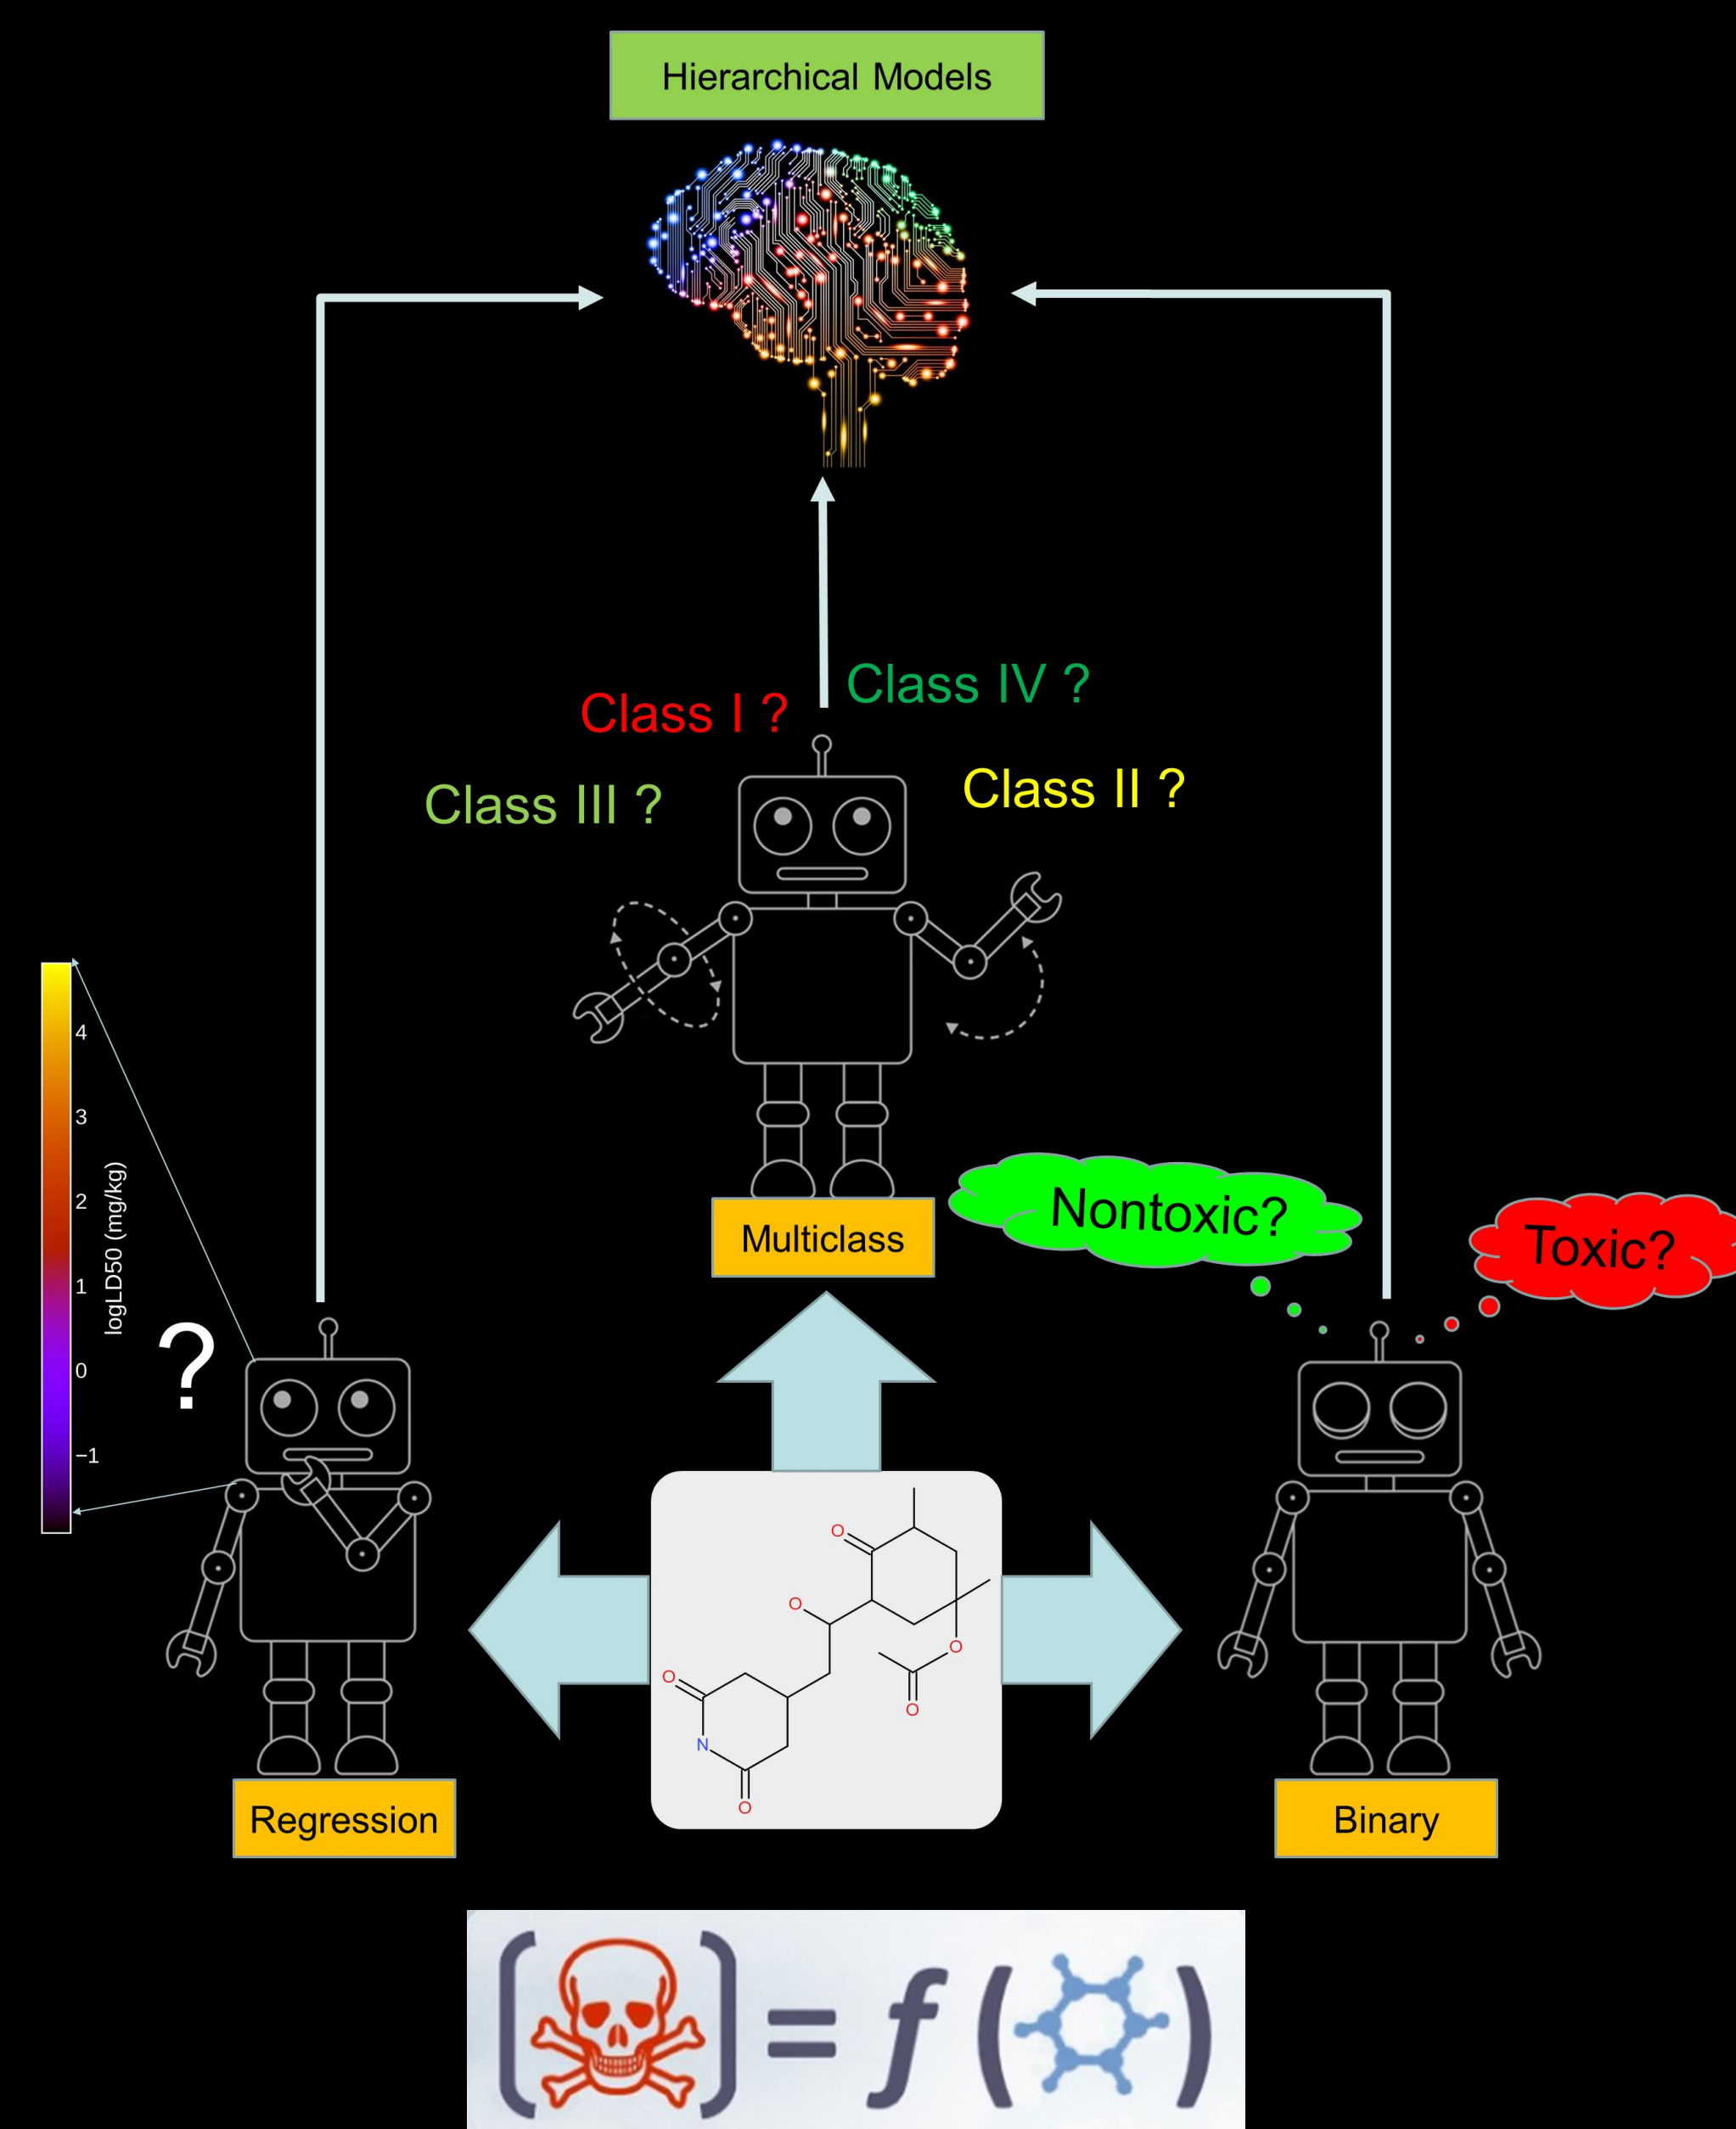 Hierarchical Models
Class IV ?
Class I ?
Class II ?
Class III ?
4
3
2
1
0
−1
logLD50 (mg/kg)
?
Multiclass
Nontoxic?
Toxic?
O
O
O
O
O
N
O
Regression
Binary
[ ] = f ( )